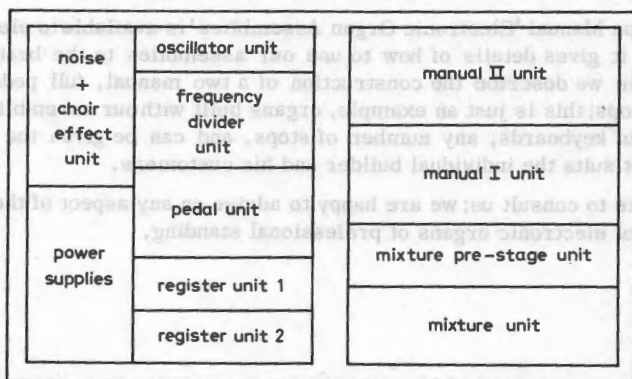 noise
+
choir
effect
unit
power
supplies
oscillator unit
frequency
divider
unit
pedal unit
register unit 1
register unit 2
manual II unit
manual I unit
mixture pre-stage unit
mixture unit